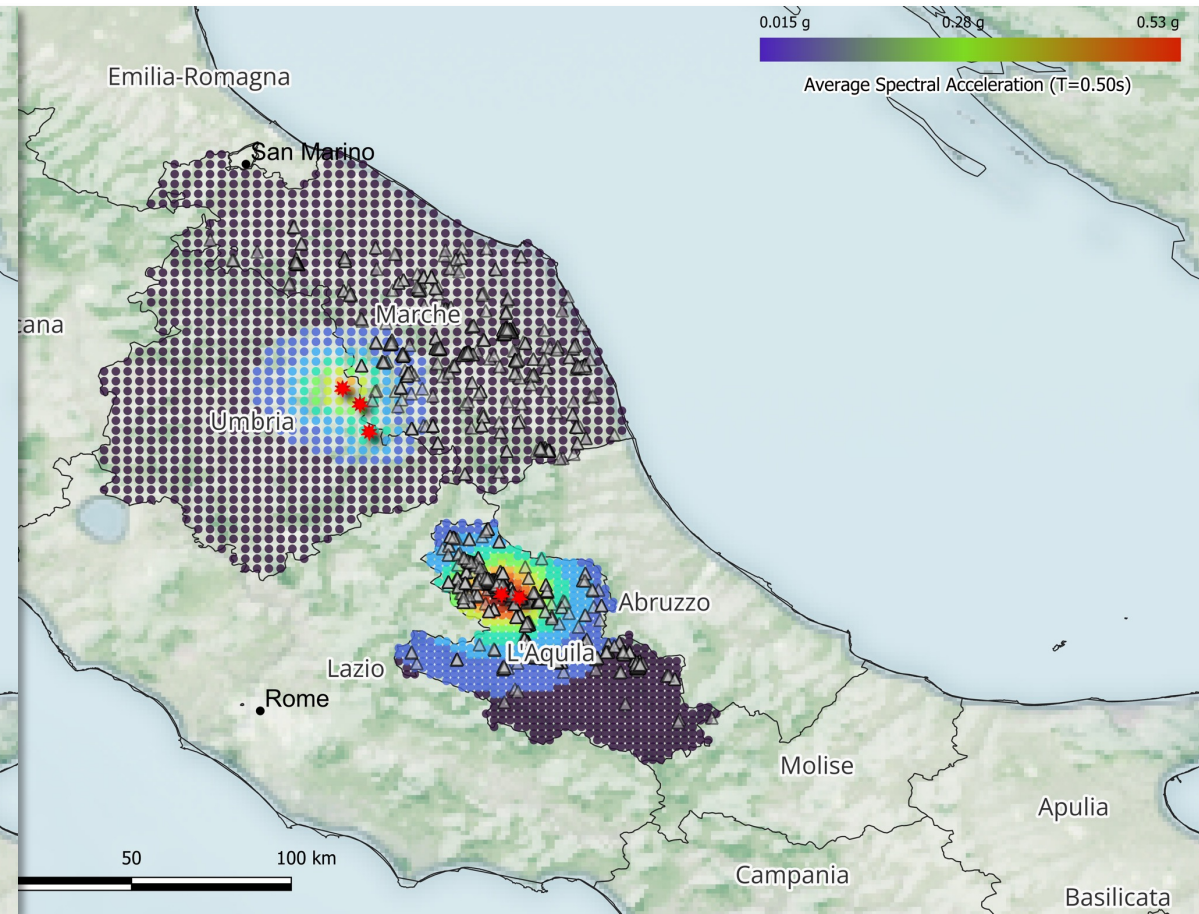 0.015 g 0.28 g 0.53 g
Average Spectral Acceleration (T=0.50s)
Emilia-Romagna
San Marino
Marche
cana
Umbria
Abruzzo
L'Aquila
Lazio
Rome
Molise
Apulia
50 100 km
Campania
Basilicata